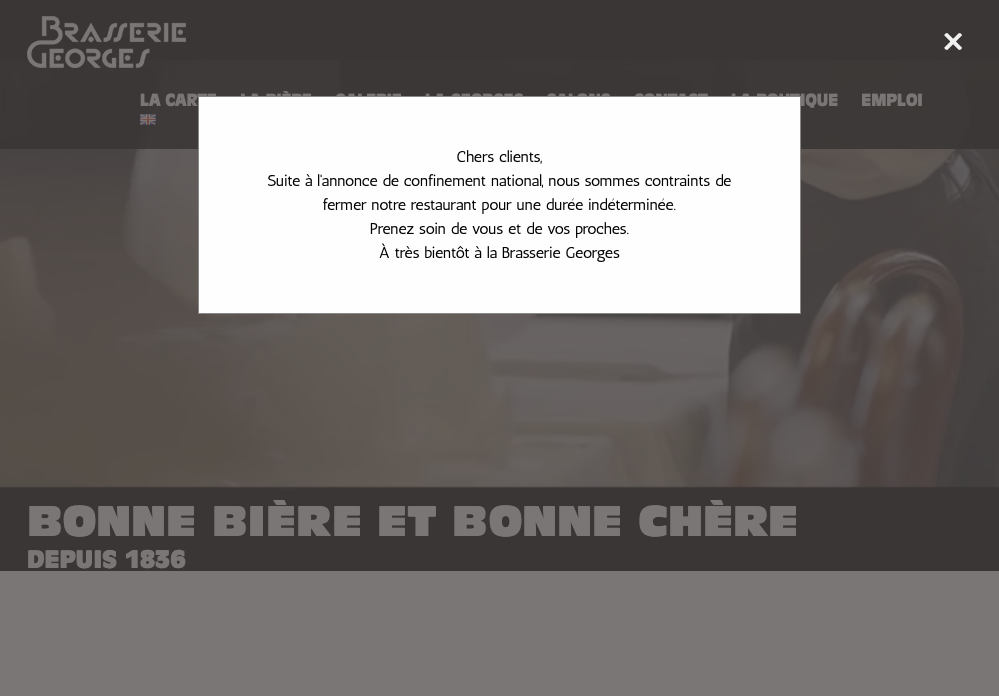 BRASSERIE
GEORGES
LA CARTE LA BIÈRE GALERIE LA GEORGES SALONS CONTACT LA BOUTIQUE EMPLOI
Chers clients,
Suite à l'annonce de confinement national, nous sommes contraints de
fermer notre restaurant pour une durée indéterminée.
Prenez soin de vous et de vos proches.
À très bientôt à la Brasserie Georges
BONNE BIÈRE ET BONNE CHÈRE
DEPUIS 1836